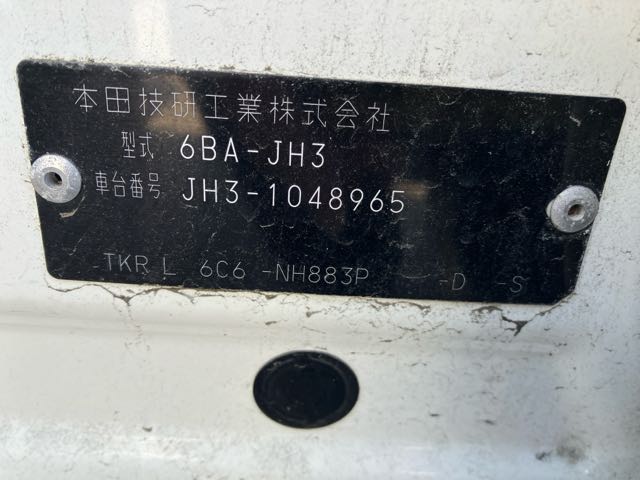 本田技研工業株式会社
型式 6BA-JH3
車台番号 JH3-1048965
TKR L 6C6 -NH883P -D -S